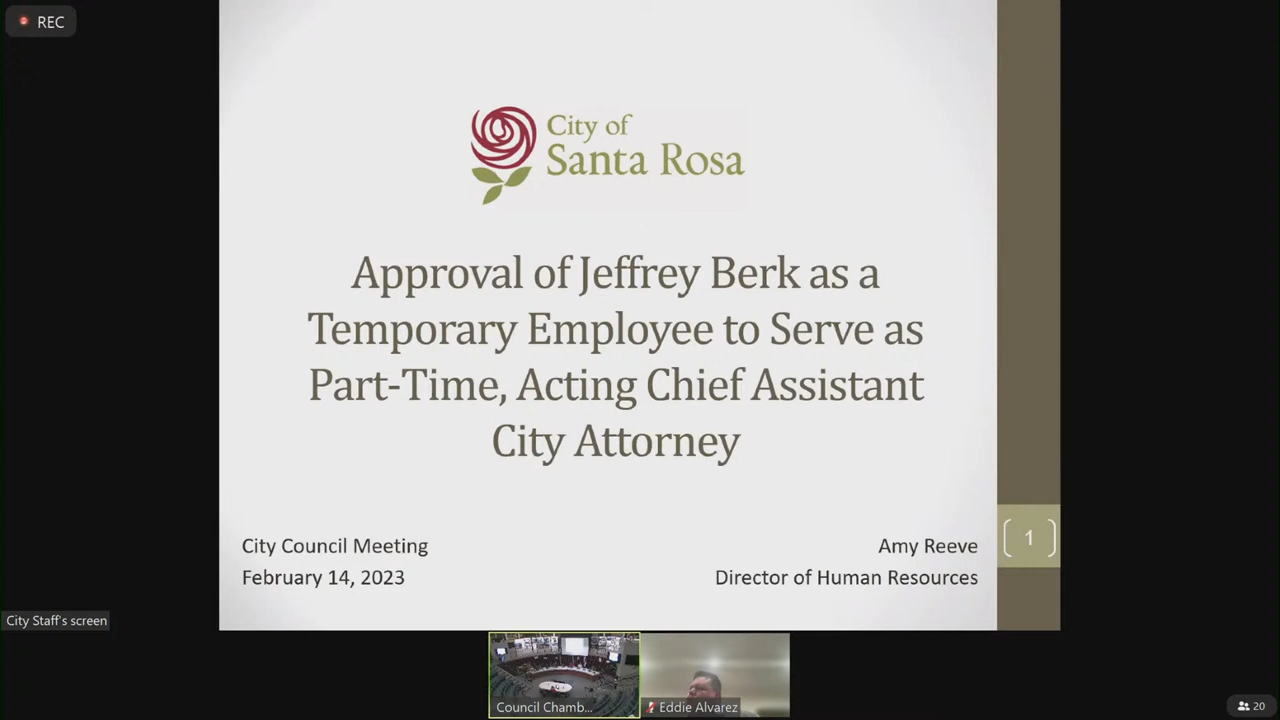 REC
City of
Santa Rosa
Approval of Jeffrey Berk as a
Temporary Employee to Serve as
Part-Time, Acting Chief Assistant
City Attorney
City Council Meeting
February 14, 2023
Amy Reeve
Director of Human Resources
1
City Staff's screen
Council Chamb...
Eddie Alvarez
20